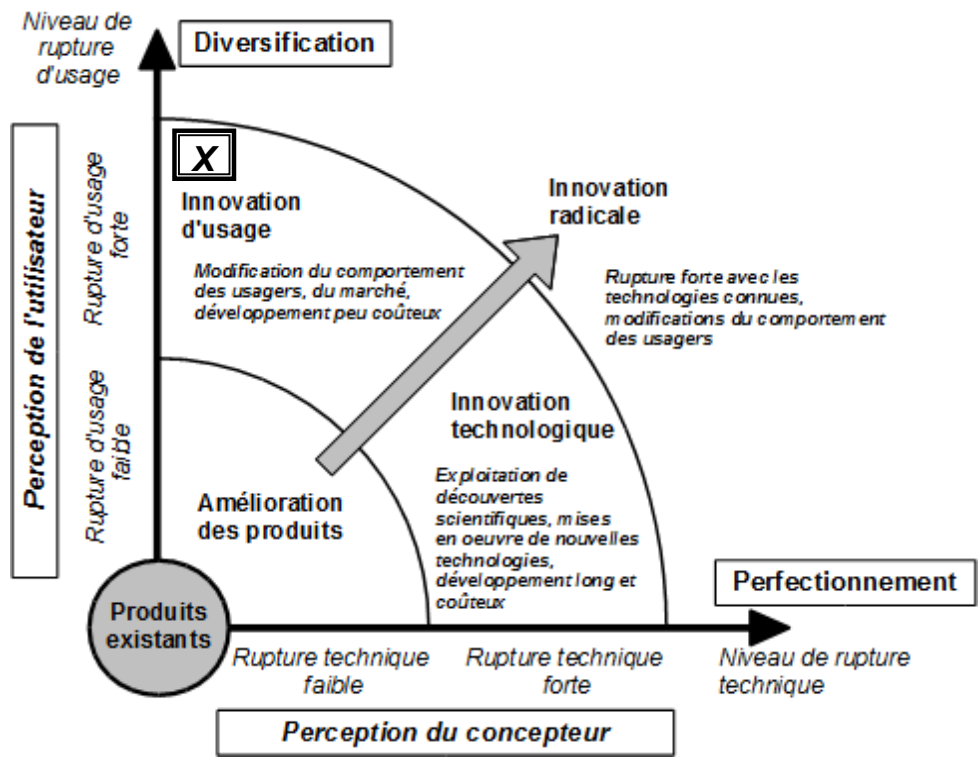 Niveau de
rupture
d'usage
Diversification
X
Innovation
d'usage
Modification du comportement
des usagers, du marché,
développement peu coûteux
Innovation
radicale
Rupture forte avec les
technologies connues,
modifications du comportement
des usagers
Perception de l'utilisateur
Rupture d'usage
forte
Rupture d'usage
faible
Innovation
technologique
Exploitation de
découvertes
scientifiques, mises
en oeuvre de nouvelles
technologies,
développement long et
coûteux
Amélioration
des produits
Produits
existants
Perfectionnement
Rupture technique
faible
Rupture technique
forte
Niveau de rupture
technique
Perception du concepteur